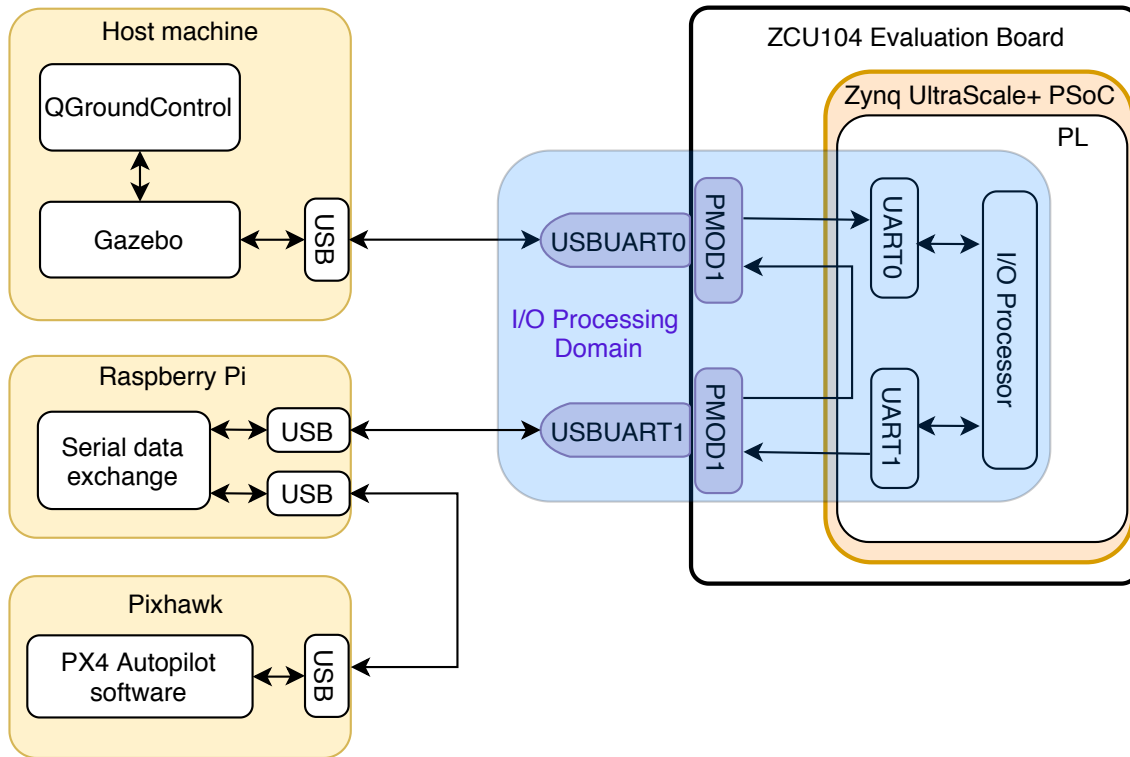 Host machine
QGroundControl
Gazebo
USB
Raspberry Pi
Serial data
exchange
USB
USB
Pixhawk
PX4 Autopilot
software
USB
ZCU104 Evaluation Board
Zynq UltraScale+ PSoC
PL
USBUART0
PMOD1
UART0
I/O Processor
I/O Processing
Domain
USBUART1
PMOD1
UART1